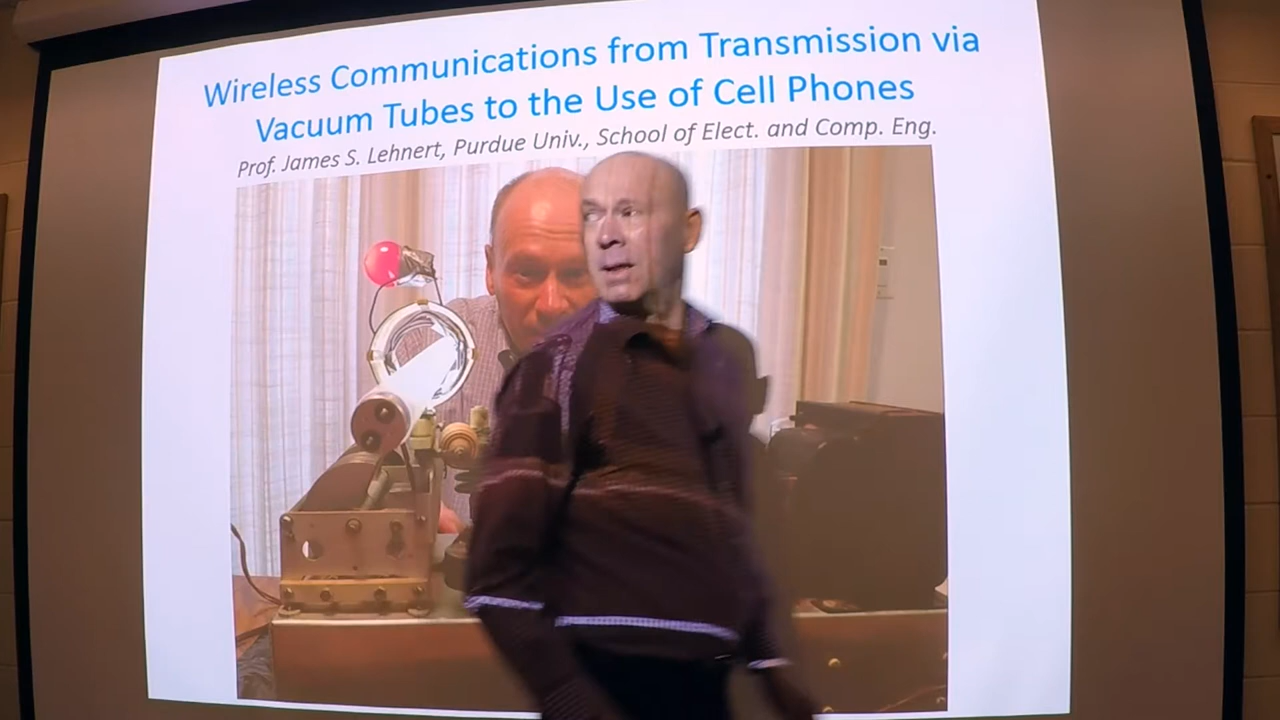 Wireless Communications from Transmission via
Vacuum Tubes to the Use of Cell Phones
Prof. James S. Lehnert, Purdue Univ., School of Elect. and Comp. Eng.